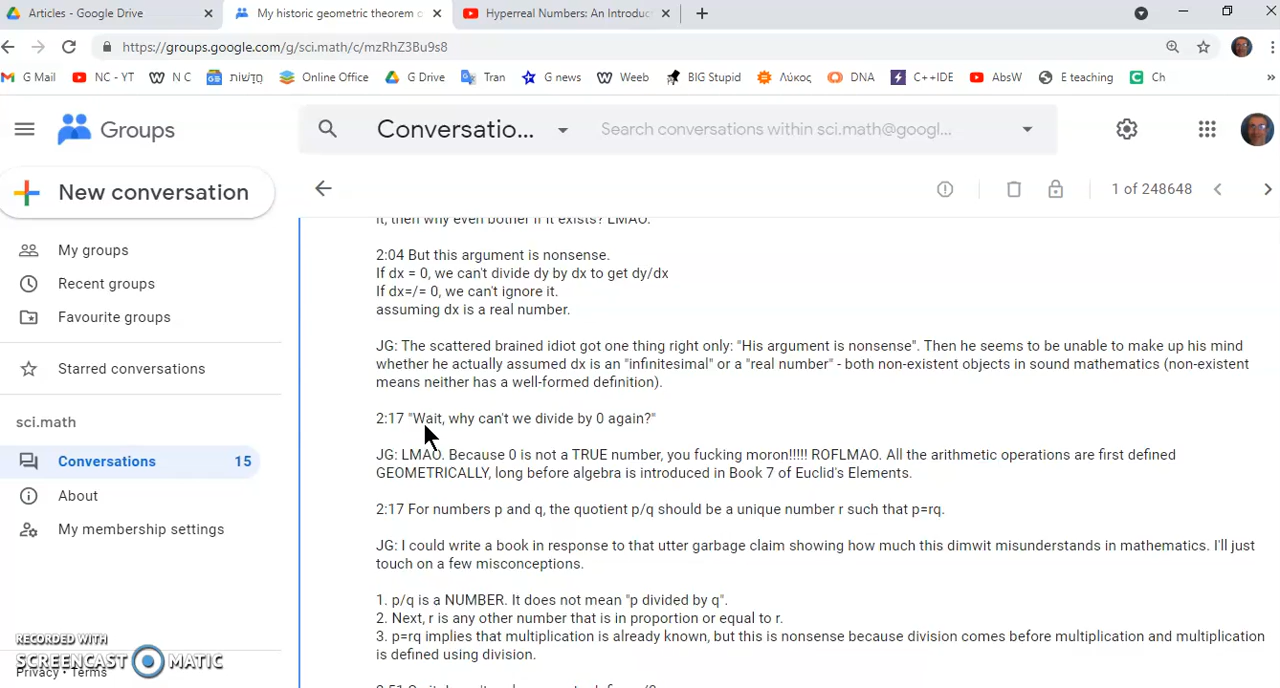 Articles - Google Drive
My historic geometric theorem o
Hyperreal Numbers: An Introduc
https://groups.google.com/g/sci.math/c/mzRhZ3Bu9s8
G Mail NC - YT N C חֲדָשׁוֹת Online Office G Drive Tran G news Weeb BIG Stupid Λύκος DNA C++IDE AbsW E teaching Ch »
Groups
Conversatio...
Search conversations within sci.math@googl...
New conversation
1 of 248648
My groups
Recent groups
Favourite groups
Starred conversations
sci.math
Conversations 15
About
My membership settings
Privacy • Terms
it, then why even bother if it exists? LMAO.
2:04 But this argument is nonsense.
If dx = 0, we can't divide dy by dx to get dy/dx
If dx=/= 0, we can't ignore it.
assuming dx is a real number.
JG: The scattered brained idiot got one thing right only: "His argument is nonsense". Then he seems to be unable to make up his mind
whether he actually assumed dx is an "infinitesimal" or a "real number" - both non-existent objects in sound mathematics (non-existent
means neither has a well-formed definition).
2:17 "Wait, why can't we divide by 0 again?"
JG: LMAO. Because 0 is not a TRUE number, you fucking moron!!!!! ROFLMAO. All the arithmetic operations are first defined
GEOMETRICALLY, long before algebra is introduced in Book 7 of Euclid's Elements.
2:17 For numbers p and q, the quotient p/q should be a unique number r such that p=rq.
JG: I could write a book in response to that utter garbage claim showing how much this dimwit misunderstands in mathematics. I'll just
touch on a few misconceptions.
1. p/q is a NUMBER. It does not mean "p divided by q".
2. Next, r is any other number that is in proportion or equal to r.
3. p=rq implies that multiplication is already known, but this is nonsense because division comes before multiplication and multiplication
is defined using division.
RECORDED WITH
SCREENCAST MATIC